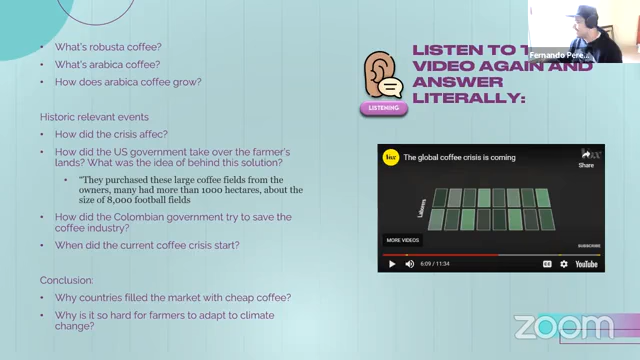 • What's robusta coffee?
• What's arabica coffee?
• How does arabica coffee grow?
Historic relevant events
• How did the crisis affec?
• How did the US government take over the farmer's
lands? What was the idea of behind this solution?
• "They purchased these large coffee fields from the
owners, many had more than 1000 hectares, about the
size of 8,000 football fields
• How did the Colombian government try to save the
coffee industry?
• When did the current coffee crisis start?
Conclusion:
• Why countries filled the market with cheap coffee?
• Why is it so hard for farmers to adapt to climate
change?
LISTENING
LISTEN TO T
VIDEO AGAIN AND
ANSWER
LITERALLY:
Fernando Pere
Vox
The global coffee crisis is coming
Vox
Share
MORE VIDEOS
SUBSCRIBE
6:09 / 11:34
CC
YouTube
zoom